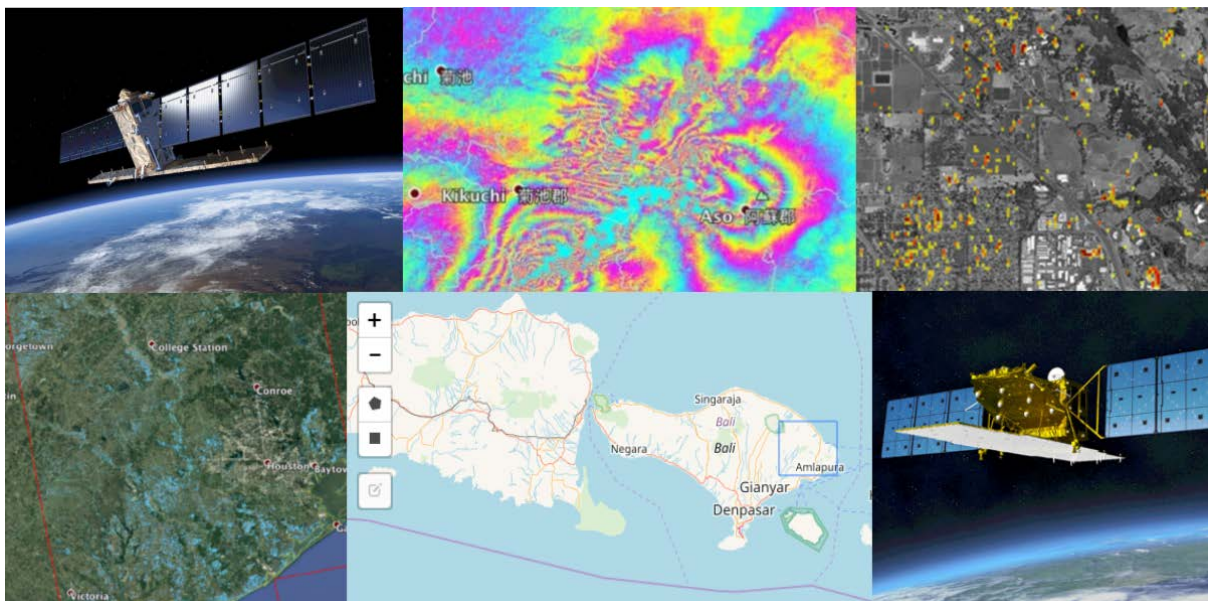 chi 菊池
Kikuchi 菊池郡
Aso 阿蘇郡
College Station
orgetown
in
Conroe
Houston
Baytow
Victoria
+
−
Singaraja
Bali
Negara
Bali
Amlapura
Gianyar
Denpasar